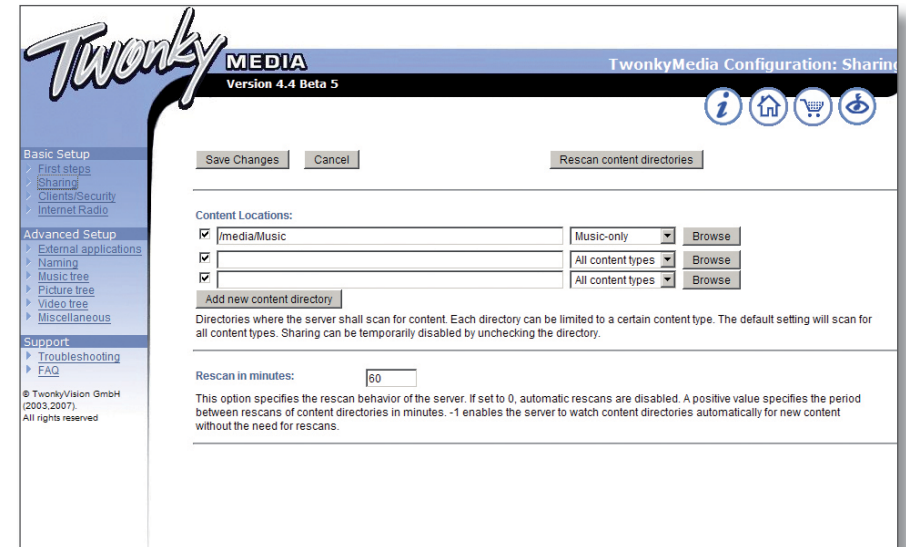 Twonky
MEDIA
Version 4.4 Beta 5
TwonkyMedia Configuration: Sharing
Basic Setup
First steps
Sharing
Clients/Security
Internet Radio
Advanced Setup
External applications
Naming
Music tree
Picture tree
Video tree
Miscellaneous
Support
Troubleshooting
FAQ
© TwonkyVision GmbH
(2003,2007).
All rights reserved
Save Changes Cancel Rescan content directories
Content Locations:
/media/Music Music-only Browse
All content types Browse
All content types Browse
Add new content directory
Directories where the server shall scan for content. Each directory can be limited to a certain content type. The default setting will scan for
all content types. Sharing can be temporarily disabled by unchecking the directory.
Rescan in minutes: 60
This option specifies the rescan behavior of the server. If set to 0, automatic rescans are disabled. A positive value specifies the period
between rescans of content directories in minutes. -1 enables the server to watch content directories automatically for new content
without the need for rescans.